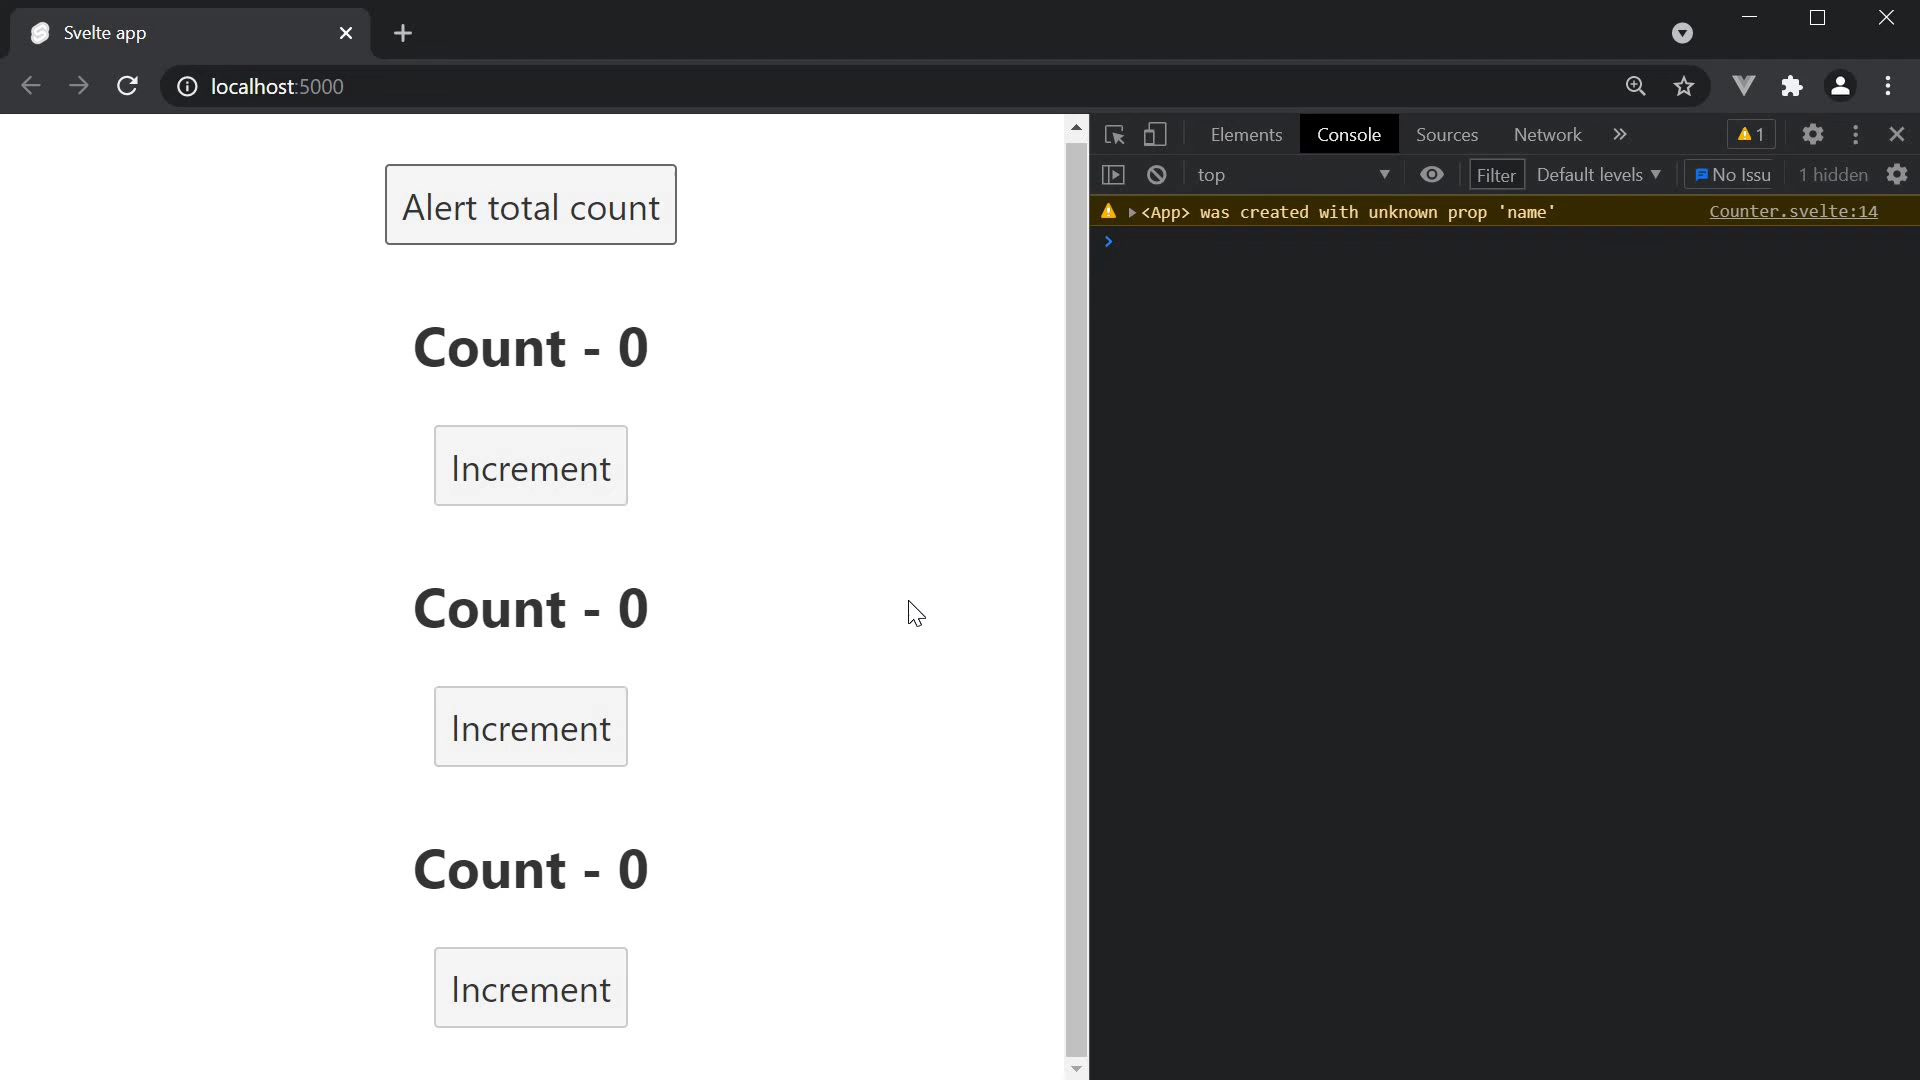 Svelte app
localhost:5000
Elements Console Sources Network » 1
top Filter Default levels No Issu 1 hidden
<App> was created with unknown prop 'name' Counter.svelte:14
Alert total count
Count - 0
Increment
Count - 0
Increment
Count - 0
Increment